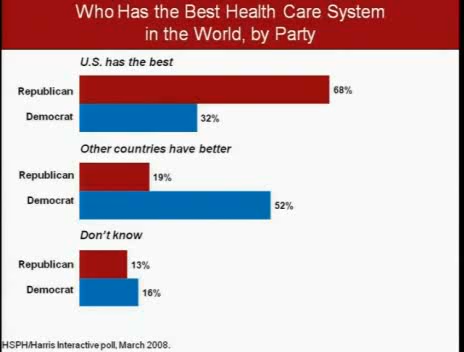 Who Has the Best Health Care System
in the World, by Party
U.S. has the best
Republican 68%
Democrat 32%
Other countries have better
Republican 19%
Democrat 52%
Don't know
Republican 13%
Democrat 16%
HSPH/Harris Interactive poll, March 2008.